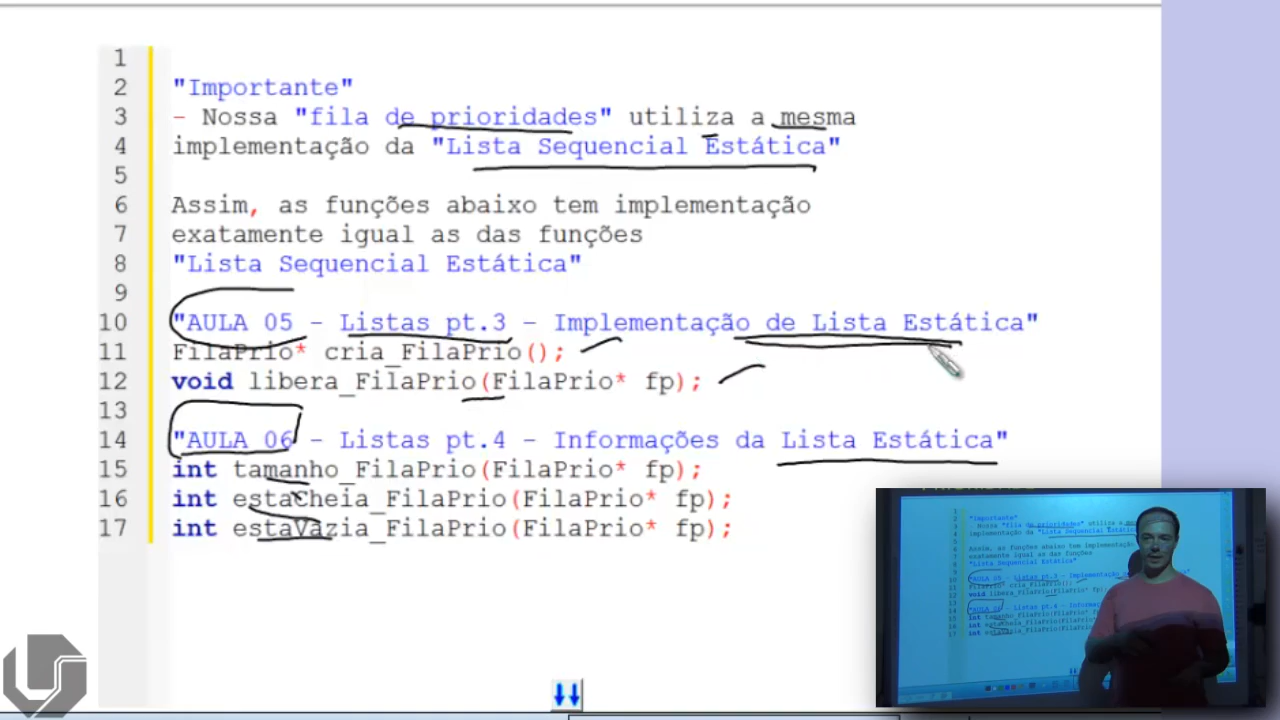 1
2 "Importante"
3 - Nossa "fila de prioridades" utiliza a mesma
4 implementação da "Lista Sequencial Estática"
5
6 Assim, as funções abaixo tem implementação
7 exatamente igual as das funções
8 "Lista Sequencial Estática"
9
10 "AULA 05 - Listas pt.3 - Implementação de Lista Estática"
11 FilaPrio* cria_FilaPrio();
12 void libera_FilaPrio(FilaPrio* fp);
13
14 "AULA 06 - Listas pt.4 - Informações da Lista Estática"
15 int tamanho_FilaPrio(FilaPrio* fp);
16 int estaCheia_FilaPrio(FilaPrio* fp);
17 int estaVazia_FilaPrio(FilaPrio* fp);